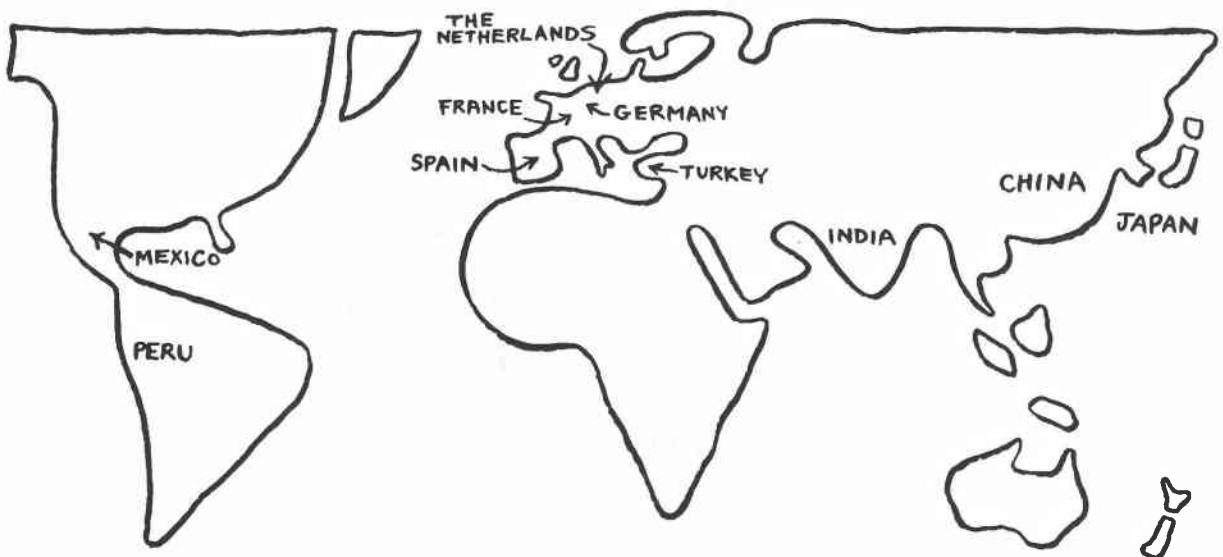 THE
NETHERLANDS
FRANCE
GERMANY
SPAIN
TURKEY
CHINA
JAPAN
INDIA
MEXICO
PERU